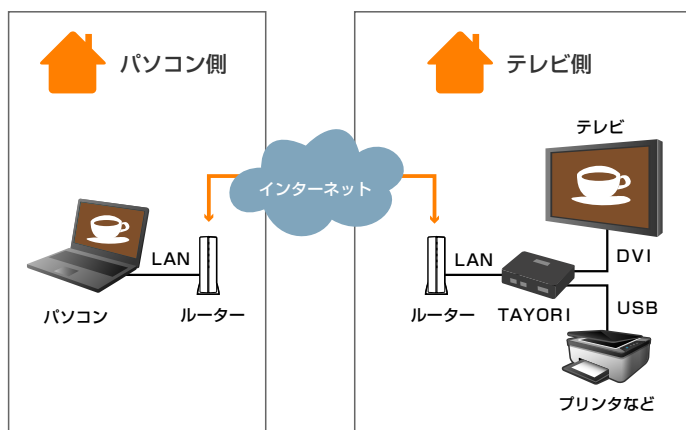 パソコン側
テレビ側
テレビ
インターネット
LAN
LAN
DVI
パソコン
ルーター
ルーター
TAYORI
USB
プリンタなど